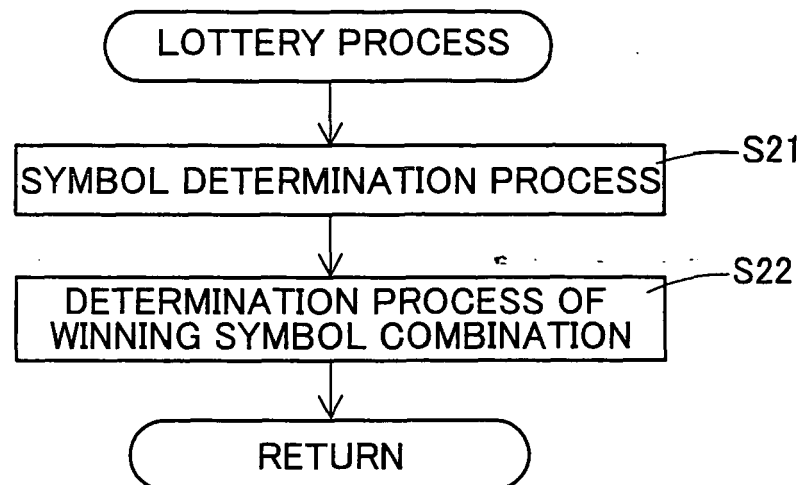 LOTTERY PROCESS
S21
SYMBOL DETERMINATION PROCESS
S22
DETERMINATION PROCESS OF
WINNING SYMBOL COMBINATION
RETURN